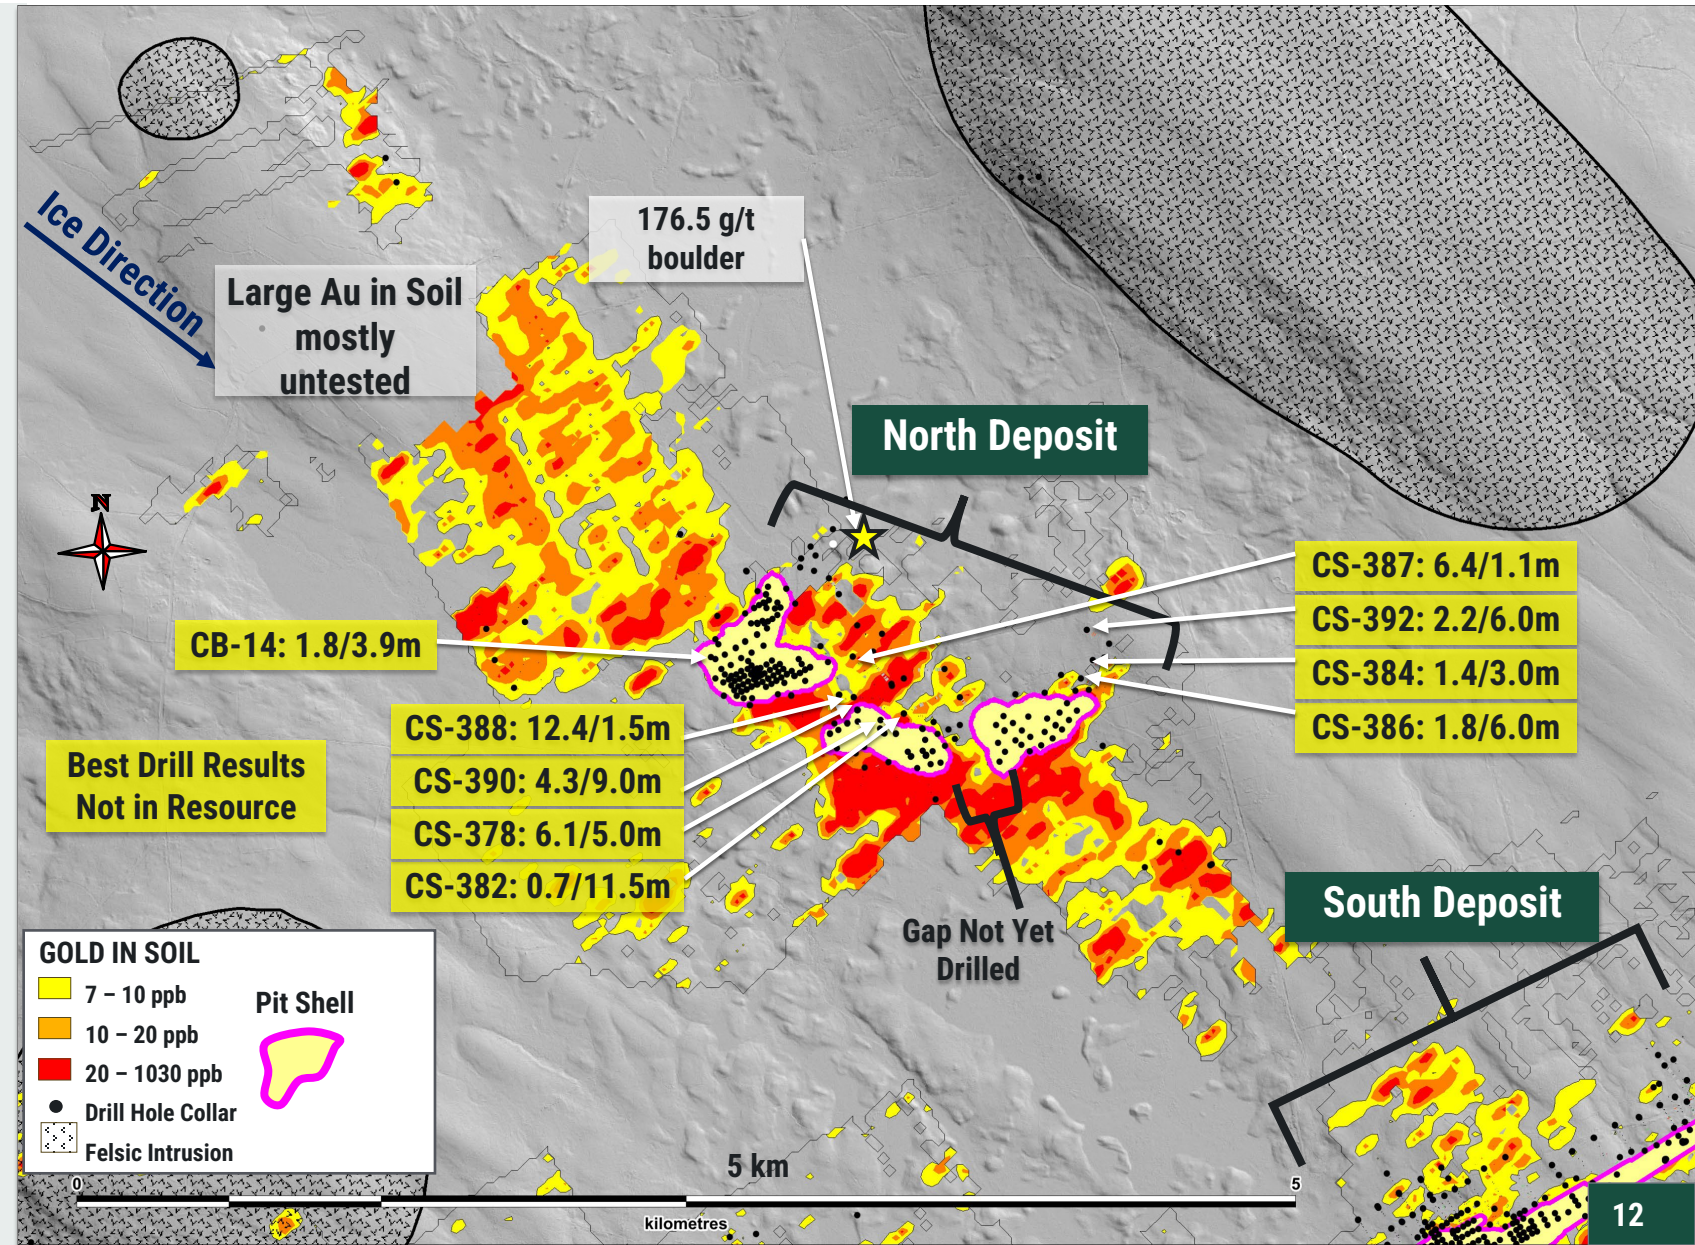 Ice Direction
Large Au in Soil
mostly
untested
176.5 g/t
boulder
North Deposit
N
CB-14: 1.8/3.9m
CS-387: 6.4/1.1m
CS-392: 2.2/6.0m
CS-384: 1.4/3.0m
CS-386: 1.8/6.0m
CS-388: 12.4/1.5m
CS-390: 4.3/9.0m
CS-378: 6.1/5.0m
CS-382: 0.7/11.5m
Best Drill Results
Not in Resource
Gap Not Yet
Drilled
South Deposit
GOLD IN SOIL
7 – 10 ppb
10 – 20 ppb
20 – 1030 ppb
Drill Hole Collar
Felsic Intrusion
Pit Shell
5 km
0
5
kilometres
12